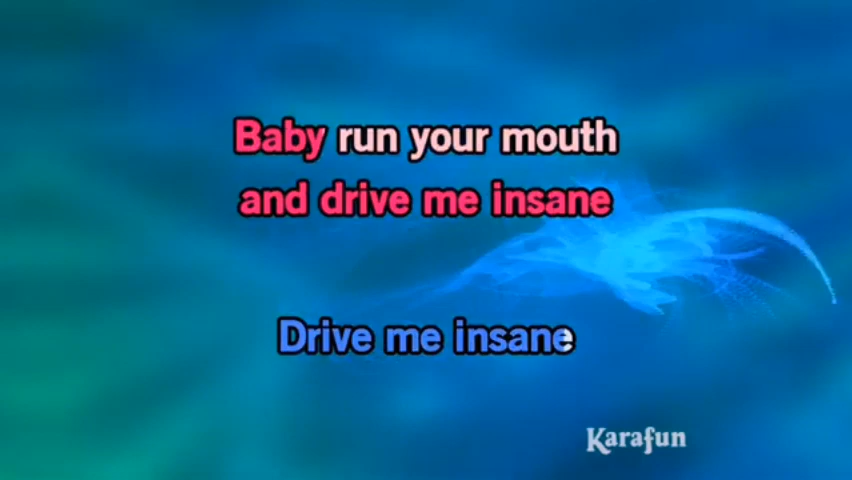 Baby run your mouth
and drive me insane
Drive me insane
Karafun